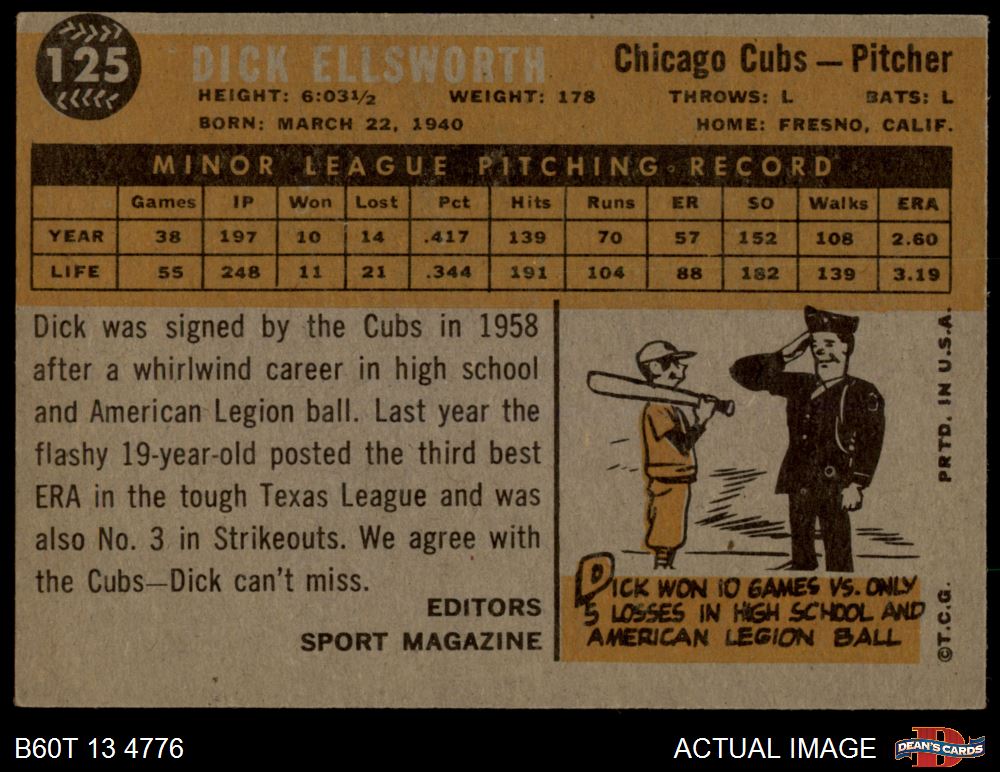 125
DICK ELLSWORTH
Chicago Cubs — Pitcher
HEIGHT: 6:03½ WEIGHT: 178 THROWS: L BATS: L
BORN: MARCH 22, 1940 HOME: FRESNO, CALIF.
MINOR LEAGUE PITCHING RECORD
Games IP Won Lost Pct Hits Runs ER SO Walks ERA
YEAR 38 197 10 14 .417 139 70 57 152 108 2.60
LIFE 55 248 11 21 .344 191 104 88 182 139 3.19
Dick was signed by the Cubs in 1958
after a whirlwind career in high school
and American Legion ball. Last year the
flashy 19-year-old posted the third best
ERA in the tough Texas League and was
also No. 3 in Strikeouts. We agree with
the Cubs—Dick can't miss.
EDITORS
SPORT MAGAZINE
DICK WON 10 GAMES VS. ONLY
5 LOSSES IN HIGH SCHOOL AND
AMERICAN LEGION BALL
PRTD. IN U.S.A.
©T.C.G.
B60T 13 4776
ACTUAL IMAGE
D
DEAN'S CARDS